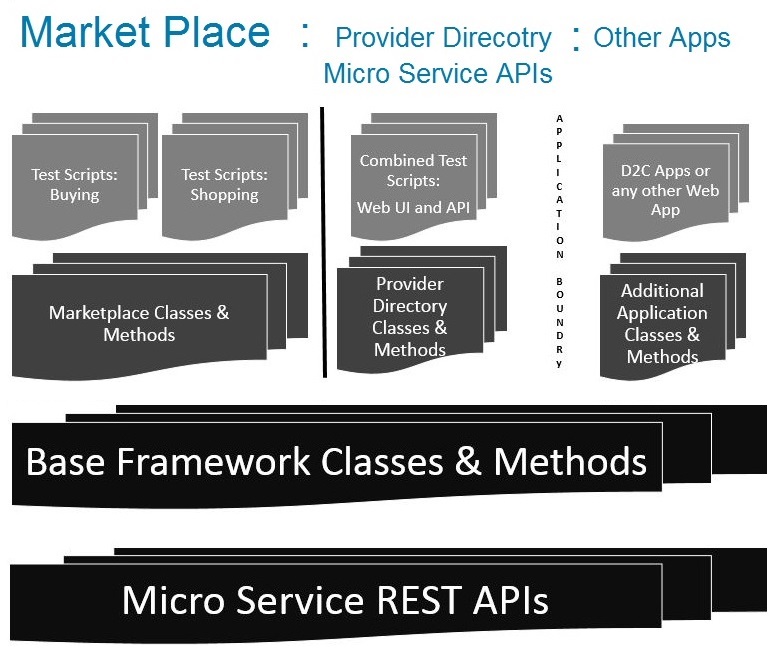 Market Place : Provider Direcotry : Other Apps
Micro Service APIs
Test Scripts:
Buying
Test Scripts:
Shopping
Combined Test
Scripts:
Web UI and API
APPLICATION BOUNDRy
D2C Apps or
any other Web
App
Marketplace Classes &
Methods
Provider
Directory
Classes &
Methods
Additional
Application
Classes &
Methods
Base Framework Classes & Methods
Micro Service REST APIs